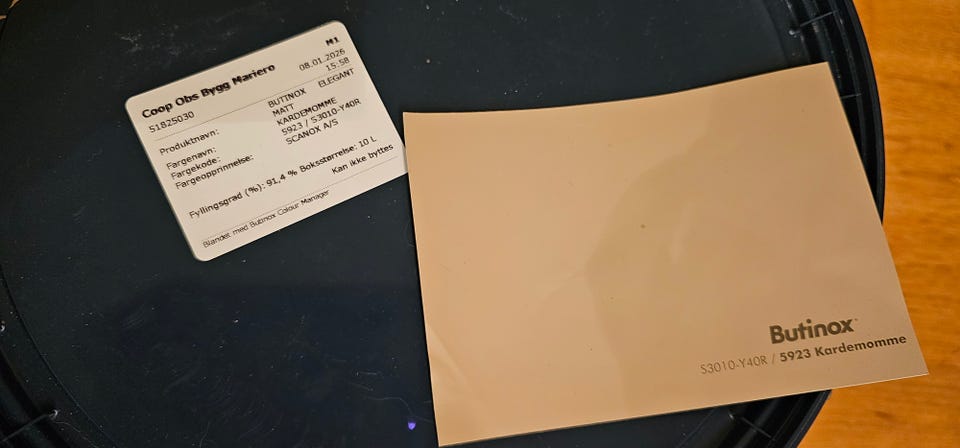 M1
Coop Obs Bygg Mariero
51825030 08.01.2026
15:58
Produktnavn: BUTINOX ELEGANT
MATT
Fargenavn: KARDEMOMME
Fargekode: 5923 / S3010-Y40R
Fargeopprinnelse: SCANOX A/S
Fyllingsgrad (%): 91,4 % Boksstørrelse: 10 L
Kan ikke byttes
Blandet med Butinox Colour Manager
Butinox
S3010-Y40R / 5923 Kardemomme